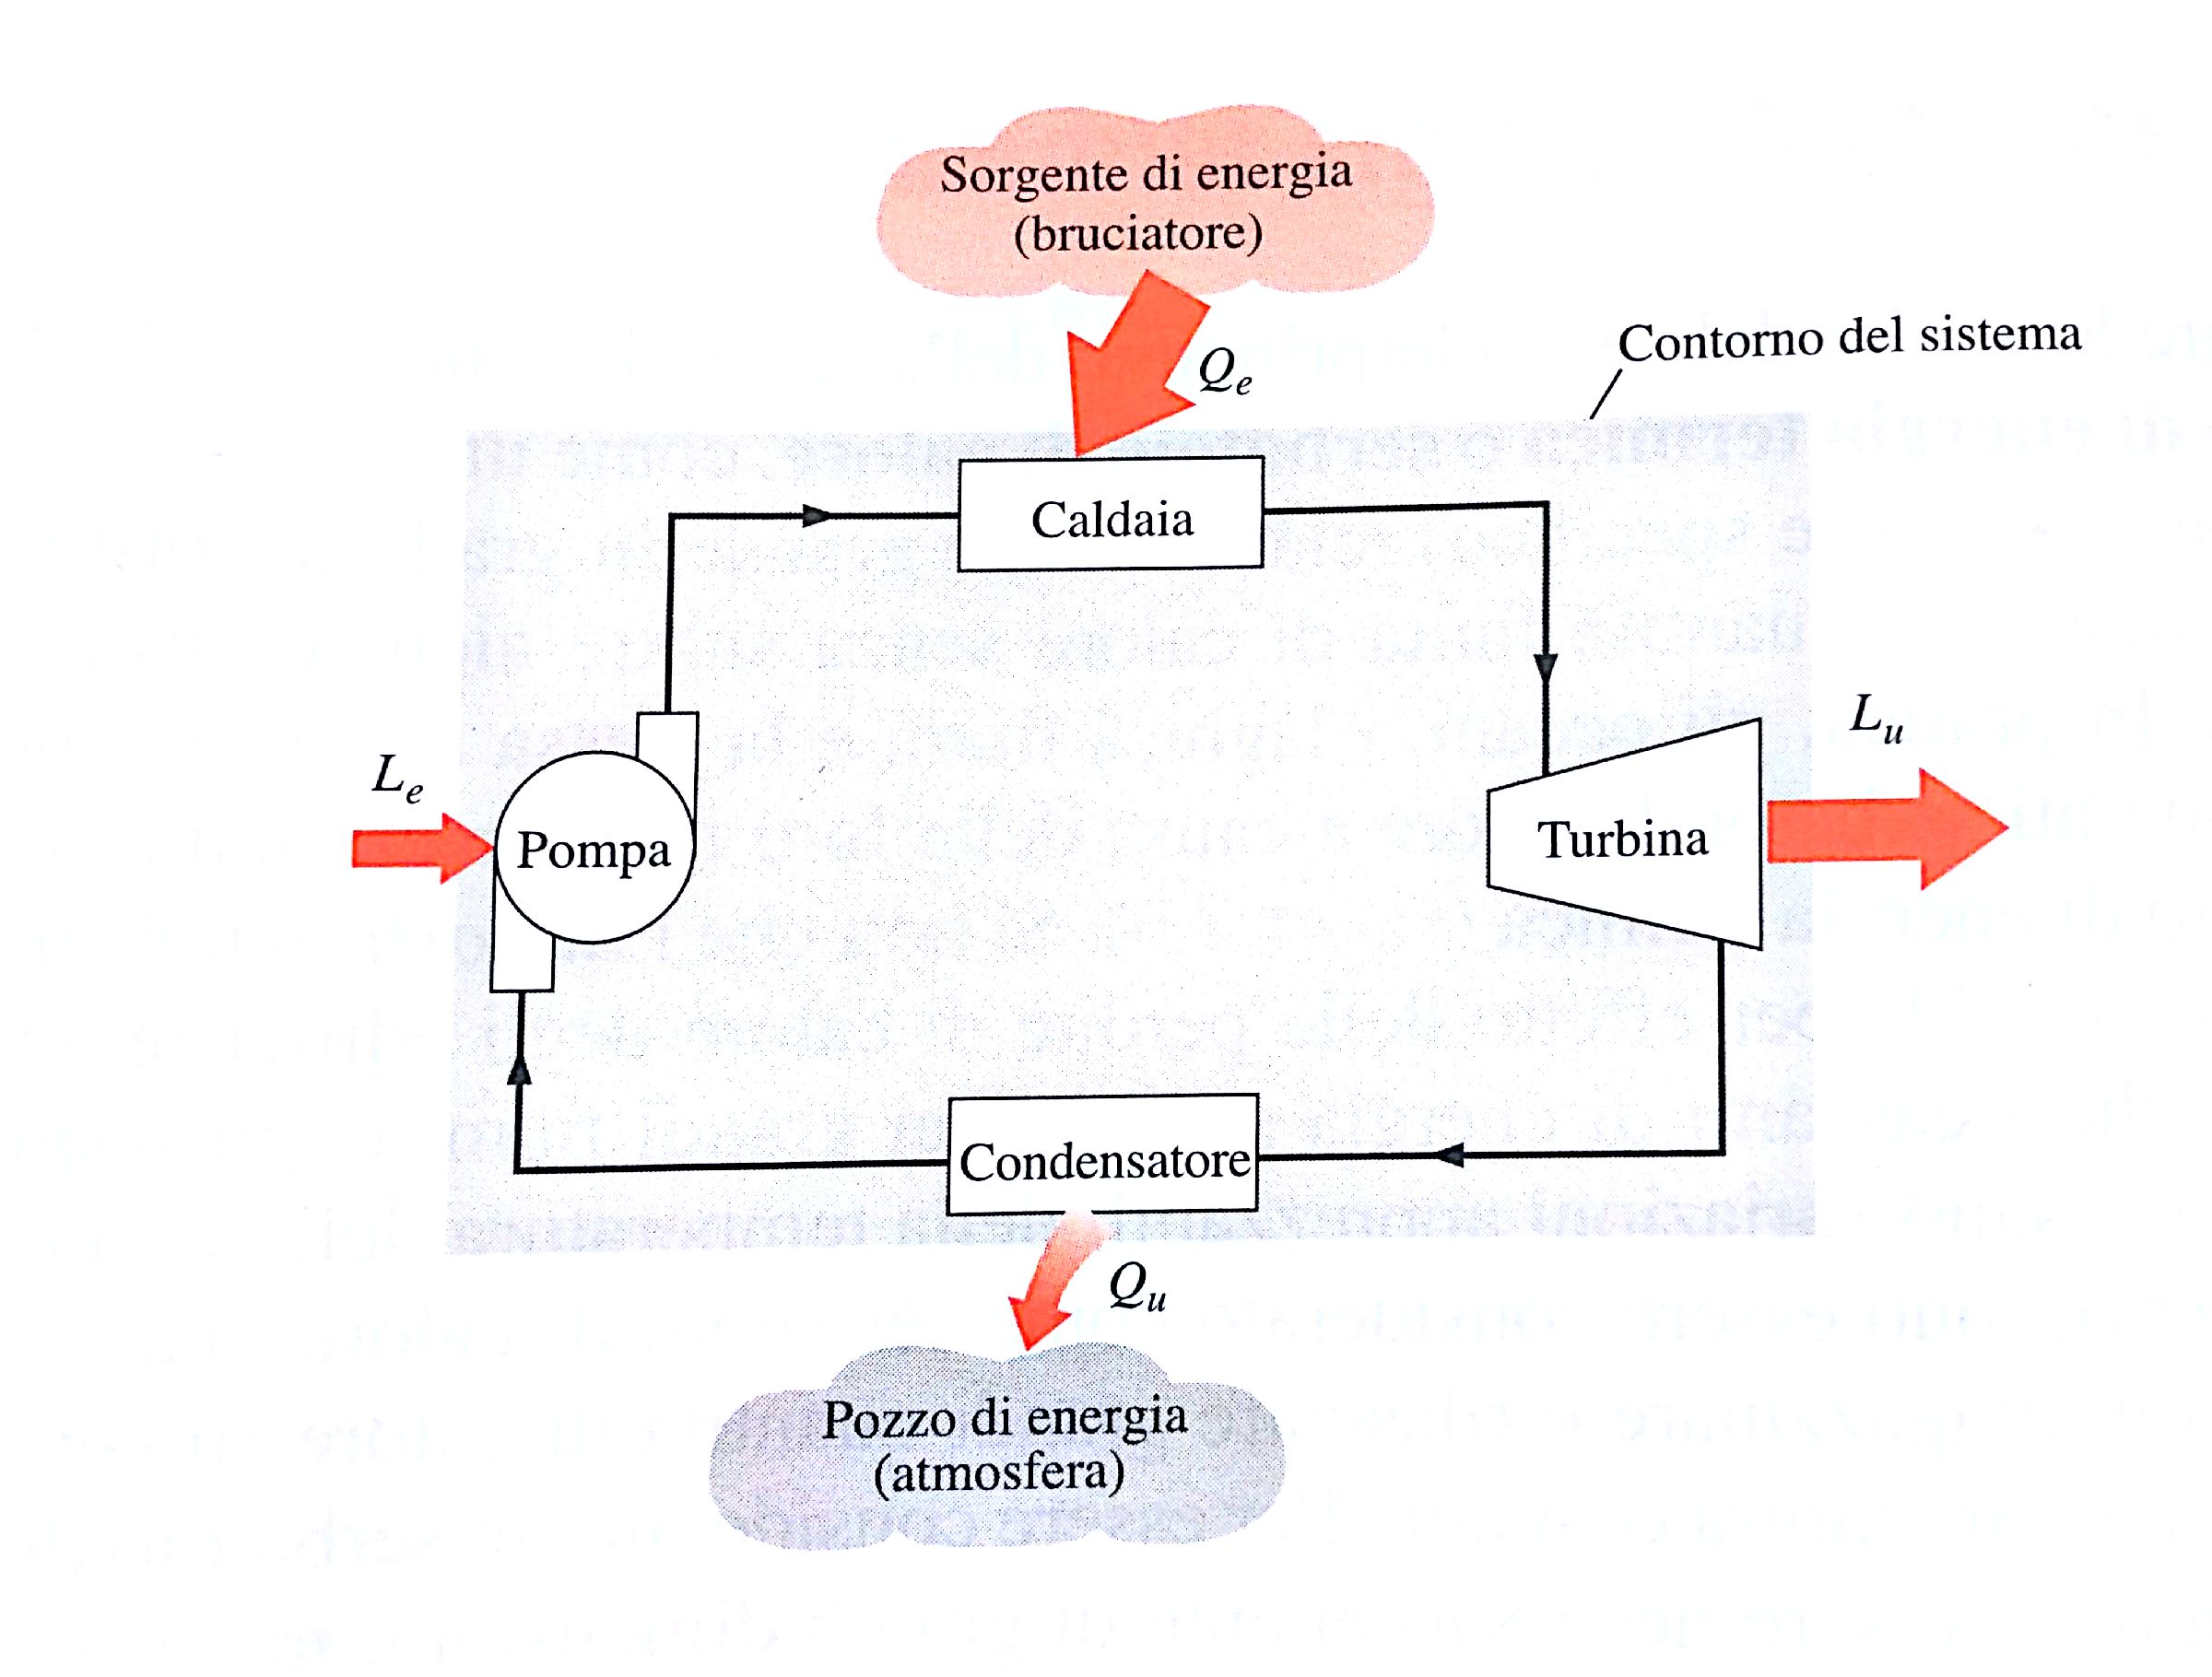 Sorgente di energia
(bruciatore)
Q_e
Contorno del sistema
Caldaia
L_u
L_e
Pompa
Turbina
Condensatore
Q_u
Pozzo di energia
(atmosfera)